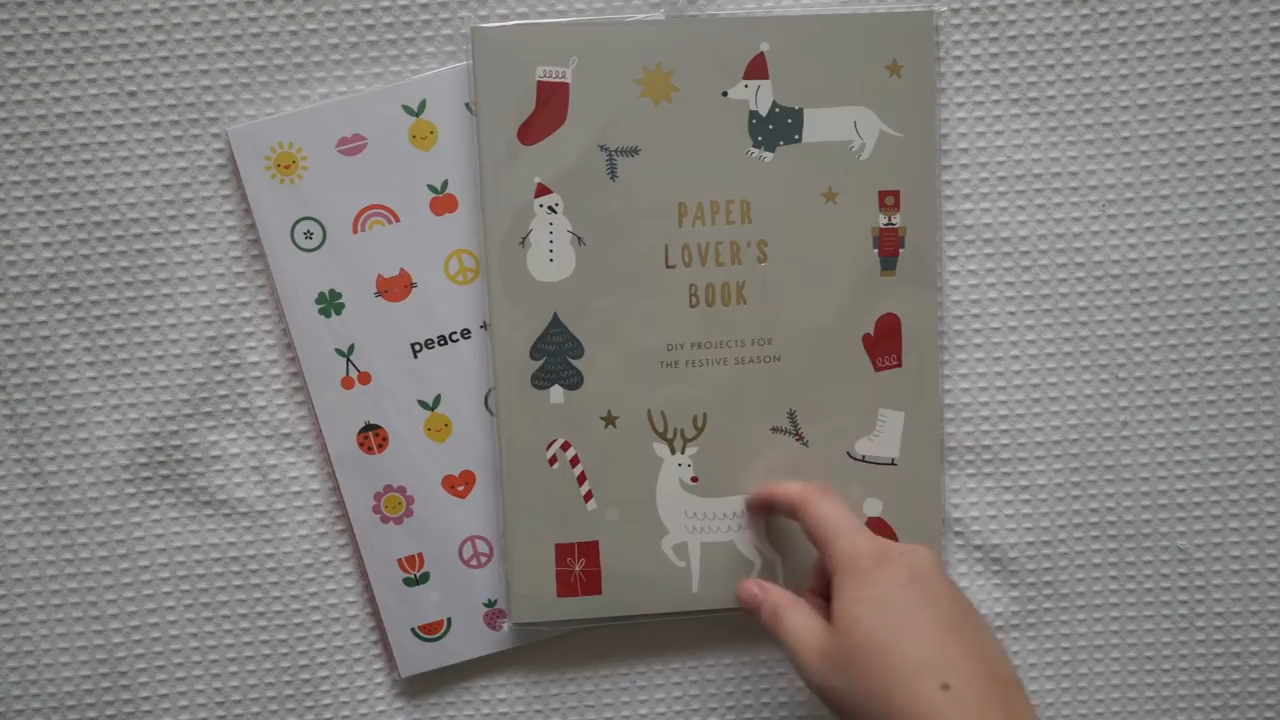 PAPER
LOVER'S
BOOK
DIY PROJECTS FOR
THE FESTIVE SEASON
peace +